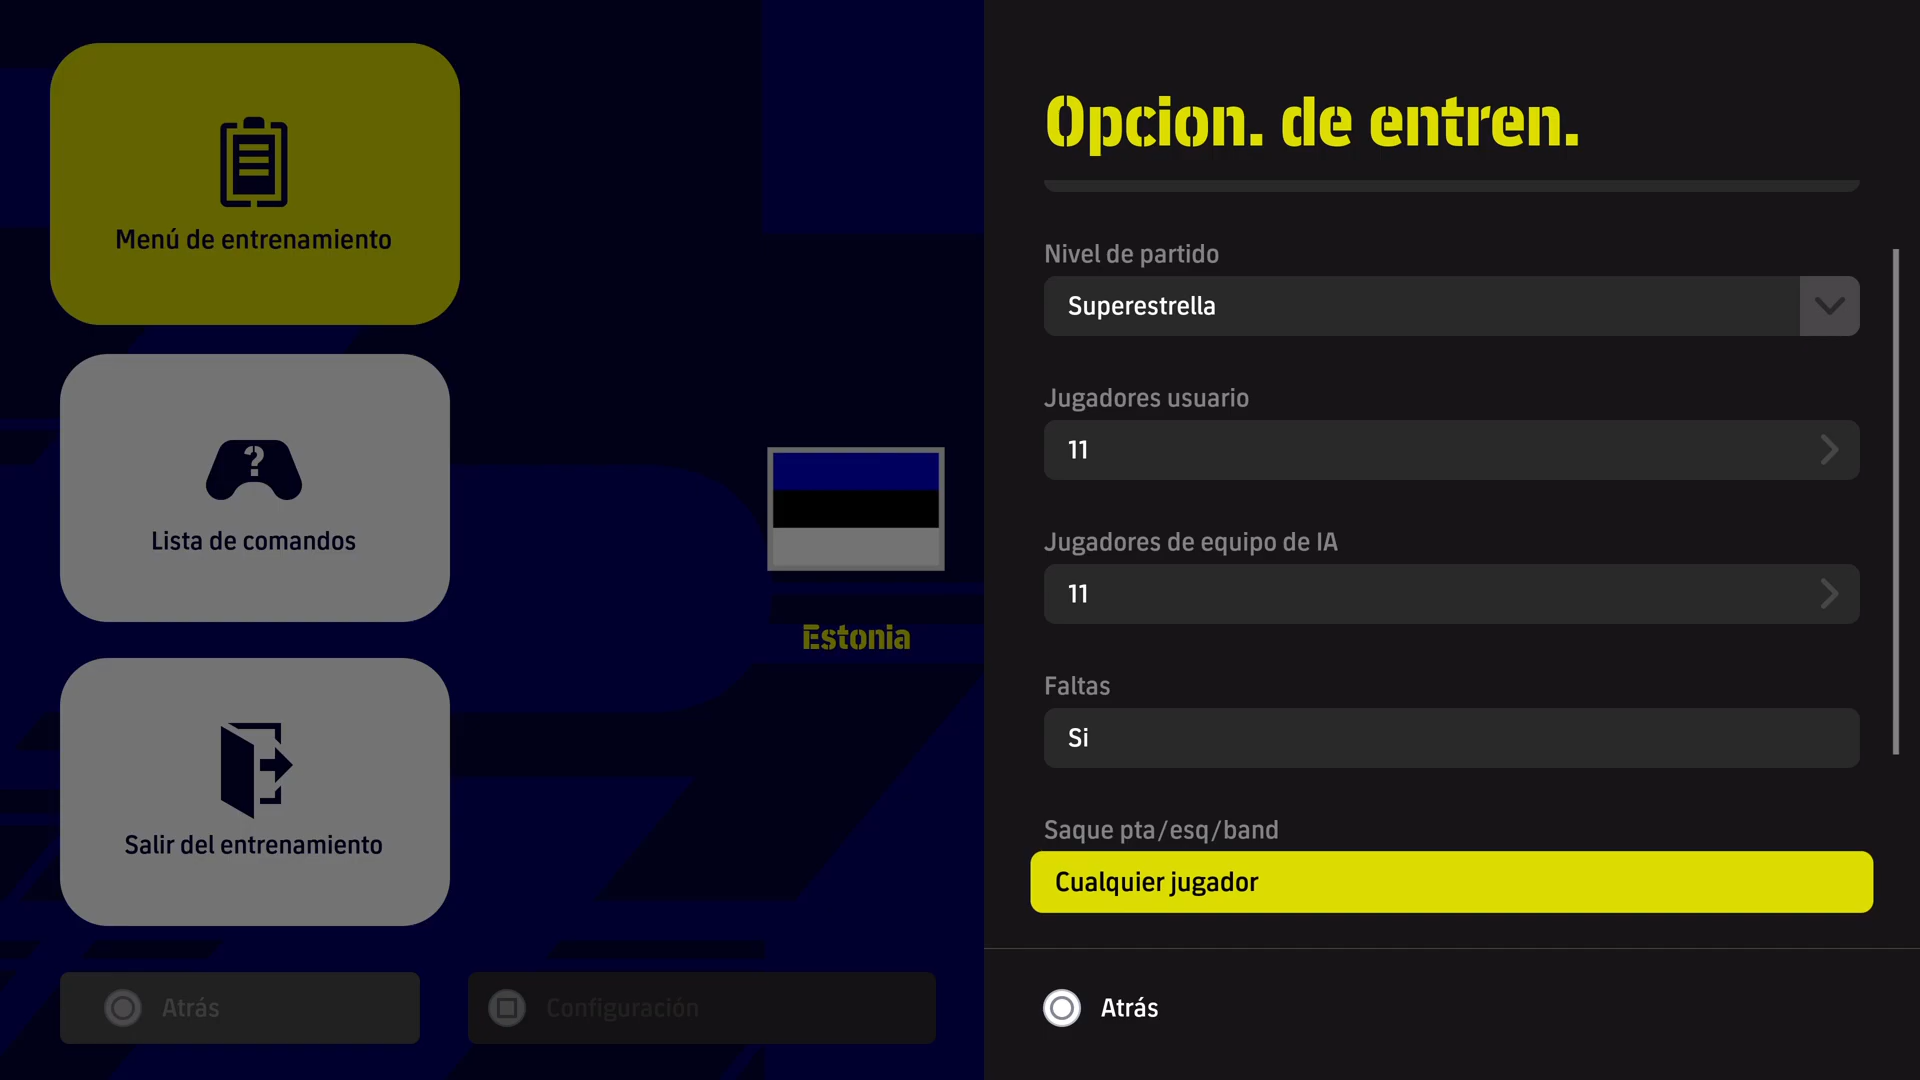 Menú de entrenamiento
?
Lista de comandos
Salir del entrenamiento
Atrás
Configuración
Estonia
Opcion. de entren.
Nivel de partido
Superestrella
Jugadores usuario
11
Jugadores de equipo de IA
11
Faltas
Si
Saque pta/esq/band
Cualquier jugador
Atrás